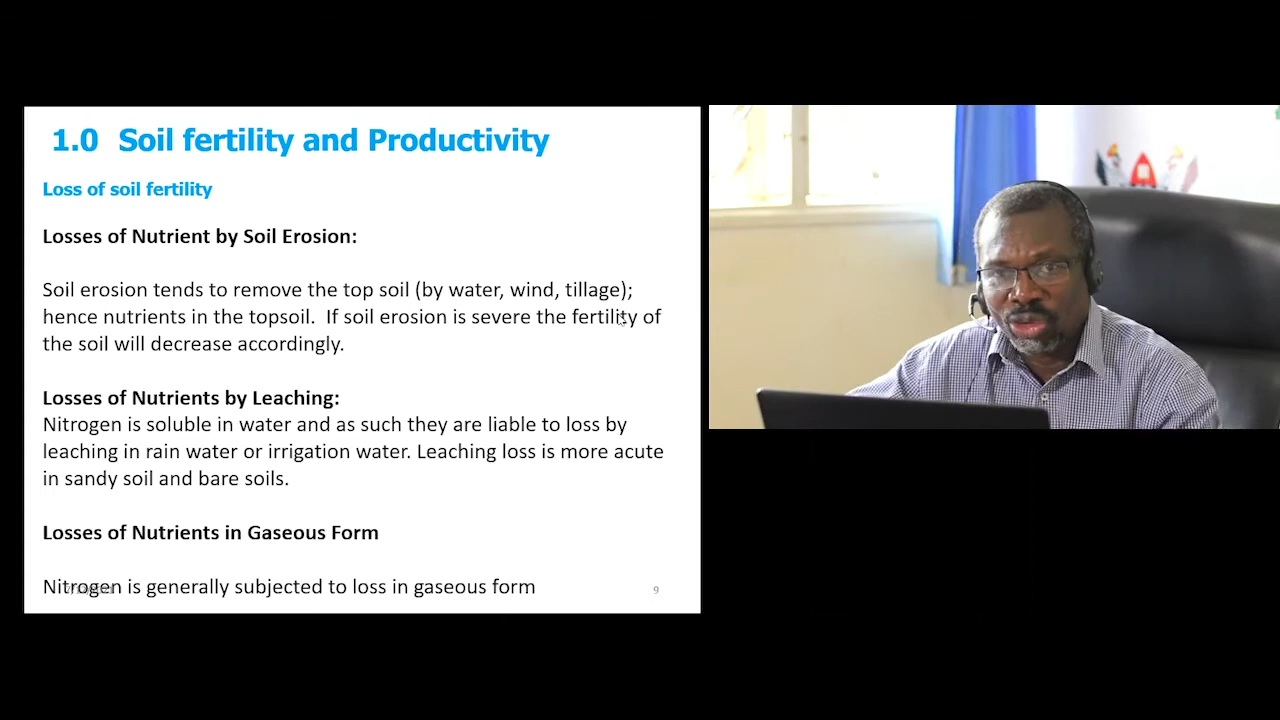 1.0 Soil fertility and Productivity
Loss of soil fertility
Losses of Nutrient by Soil Erosion:
Soil erosion tends to remove the top soil (by water, wind, tillage);
hence nutrients in the topsoil. If soil erosion is severe the fertility of
the soil will decrease accordingly.
Losses of Nutrients by Leaching:
Nitrogen is soluble in water and as such they are liable to loss by
leaching in rain water or irrigation water. Leaching loss is more acute
in sandy soil and bare soils.
Losses of Nutrients in Gaseous Form
Nitrogen is generally subjected to loss in gaseous form
9